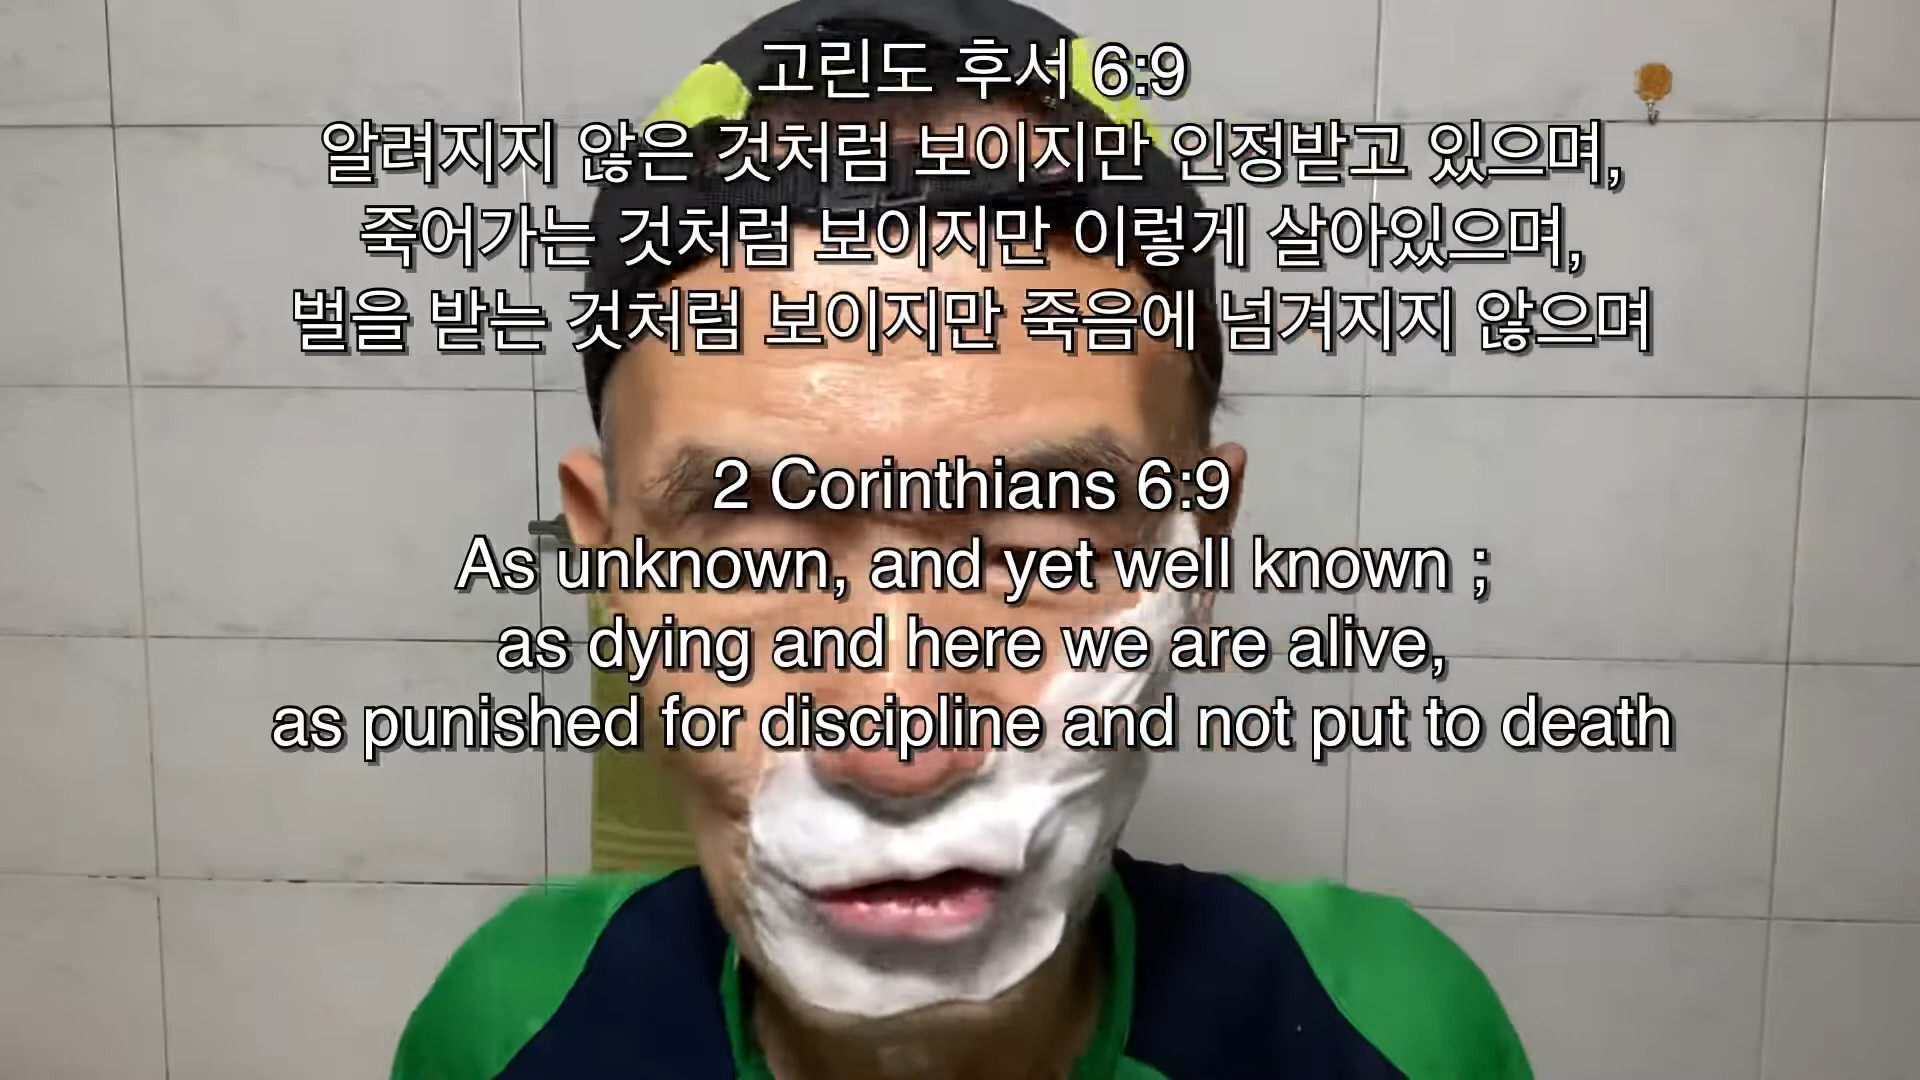 고린도 후서 6:9
알려지지 않은 것처럼 보이지만 인정받고 있으며,
죽어가는 것처럼 보이지만 이렇게 살아있으며,
벌을 받는 것처럼 보이지만 죽음에 넘겨지지 않으며
2 Corinthians 6:9
As unknown, and yet well known ;
as dying and here we are alive,
as punished for discipline and not put to death